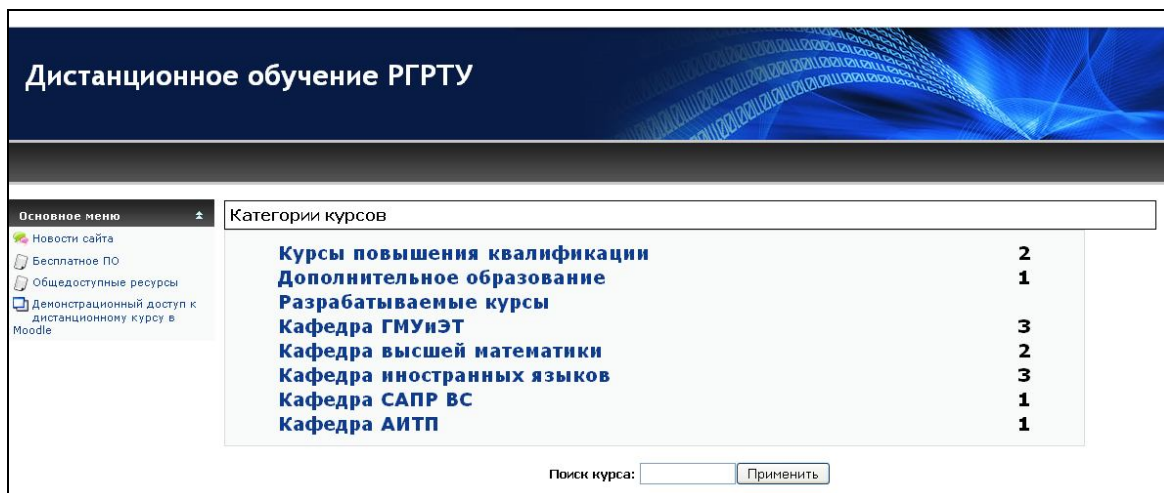 Дистанционное обучение РГРТУ
Основное меню
Новости сайта
Бесплатное ПО
Общедоступные ресурсы
Демонстрационный доступ к
дистанционному курсу в
Moodle
Категории курсов
Курсы повышения квалификации 2
Дополнительное образование 1
Разрабатываемые курсы
Кафедра ГМУиЭТ 3
Кафедра высшей математики 2
Кафедра иностранных языков 3
Кафедра САПР ВС 1
Кафедра АИТП 1
Поиск курса: Применить